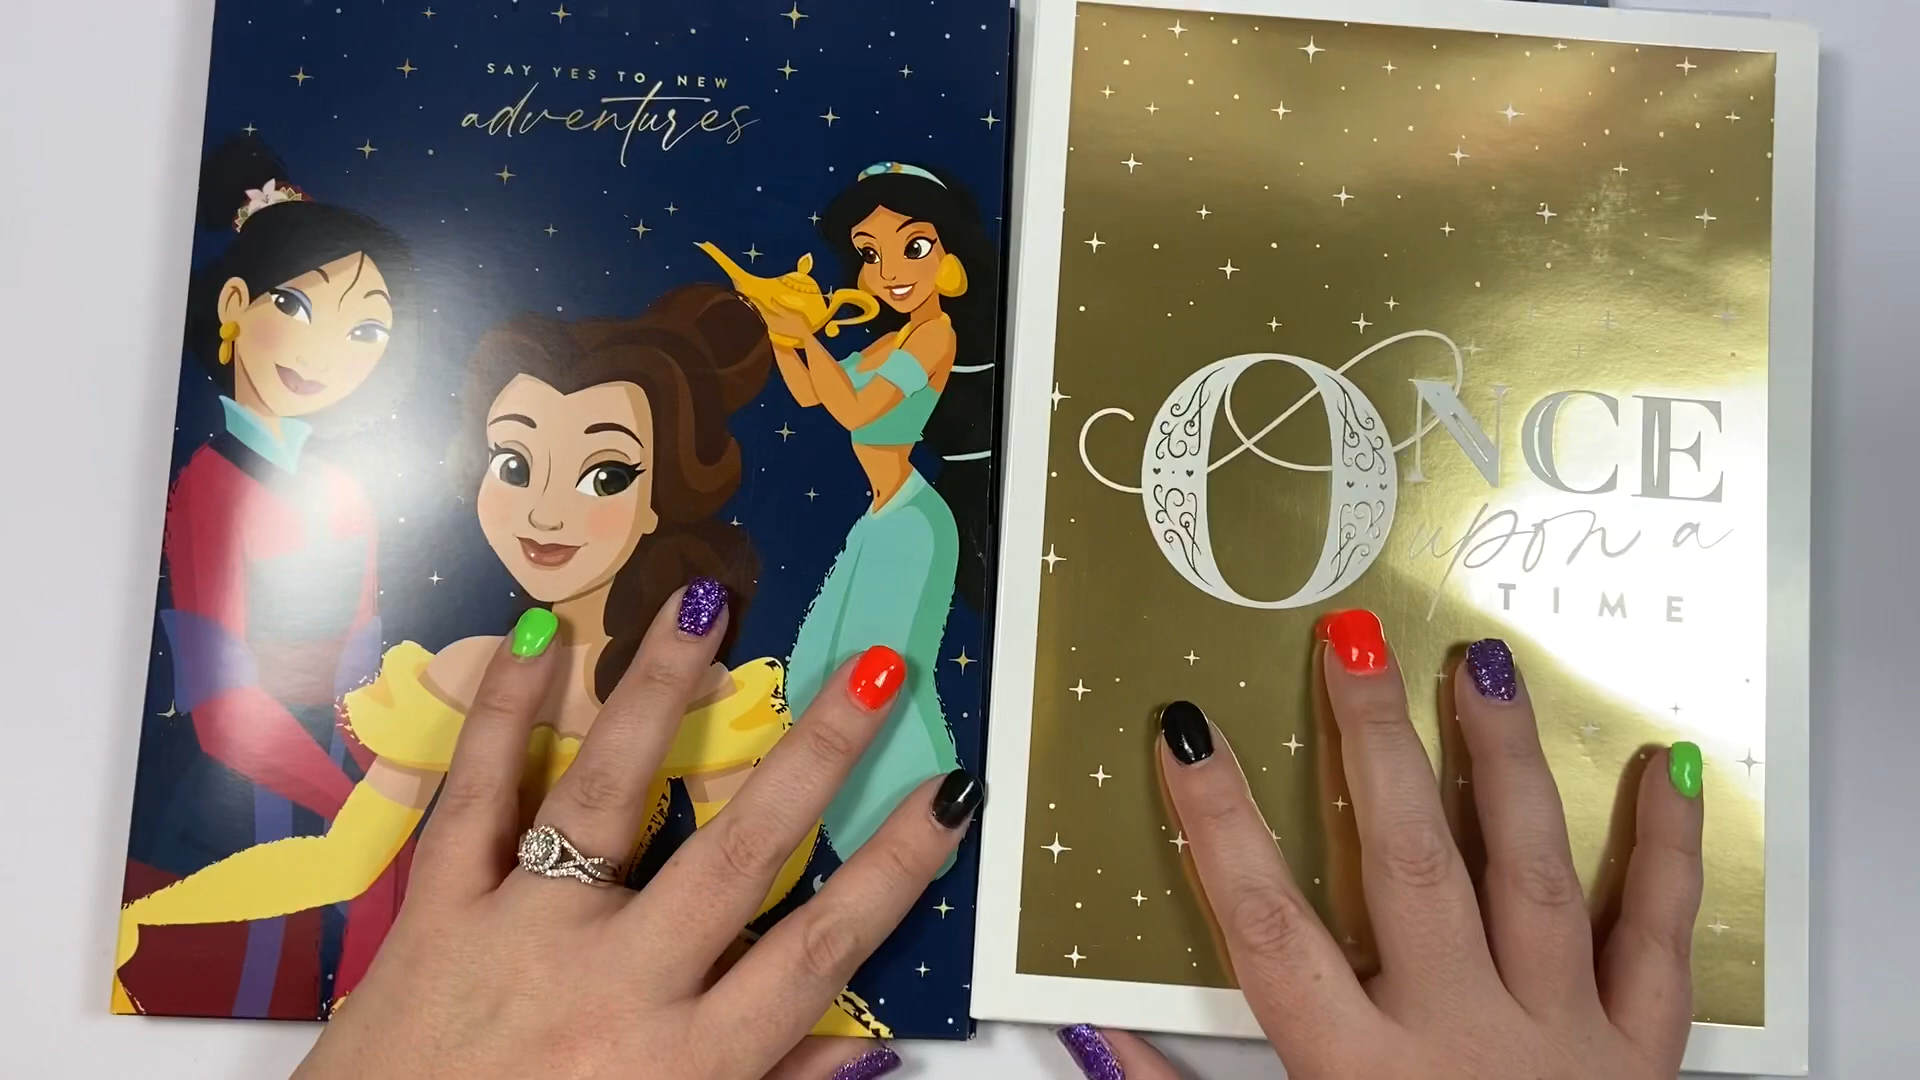 SAY YES TO NEW
adventures
ONCE
upon a
TIME